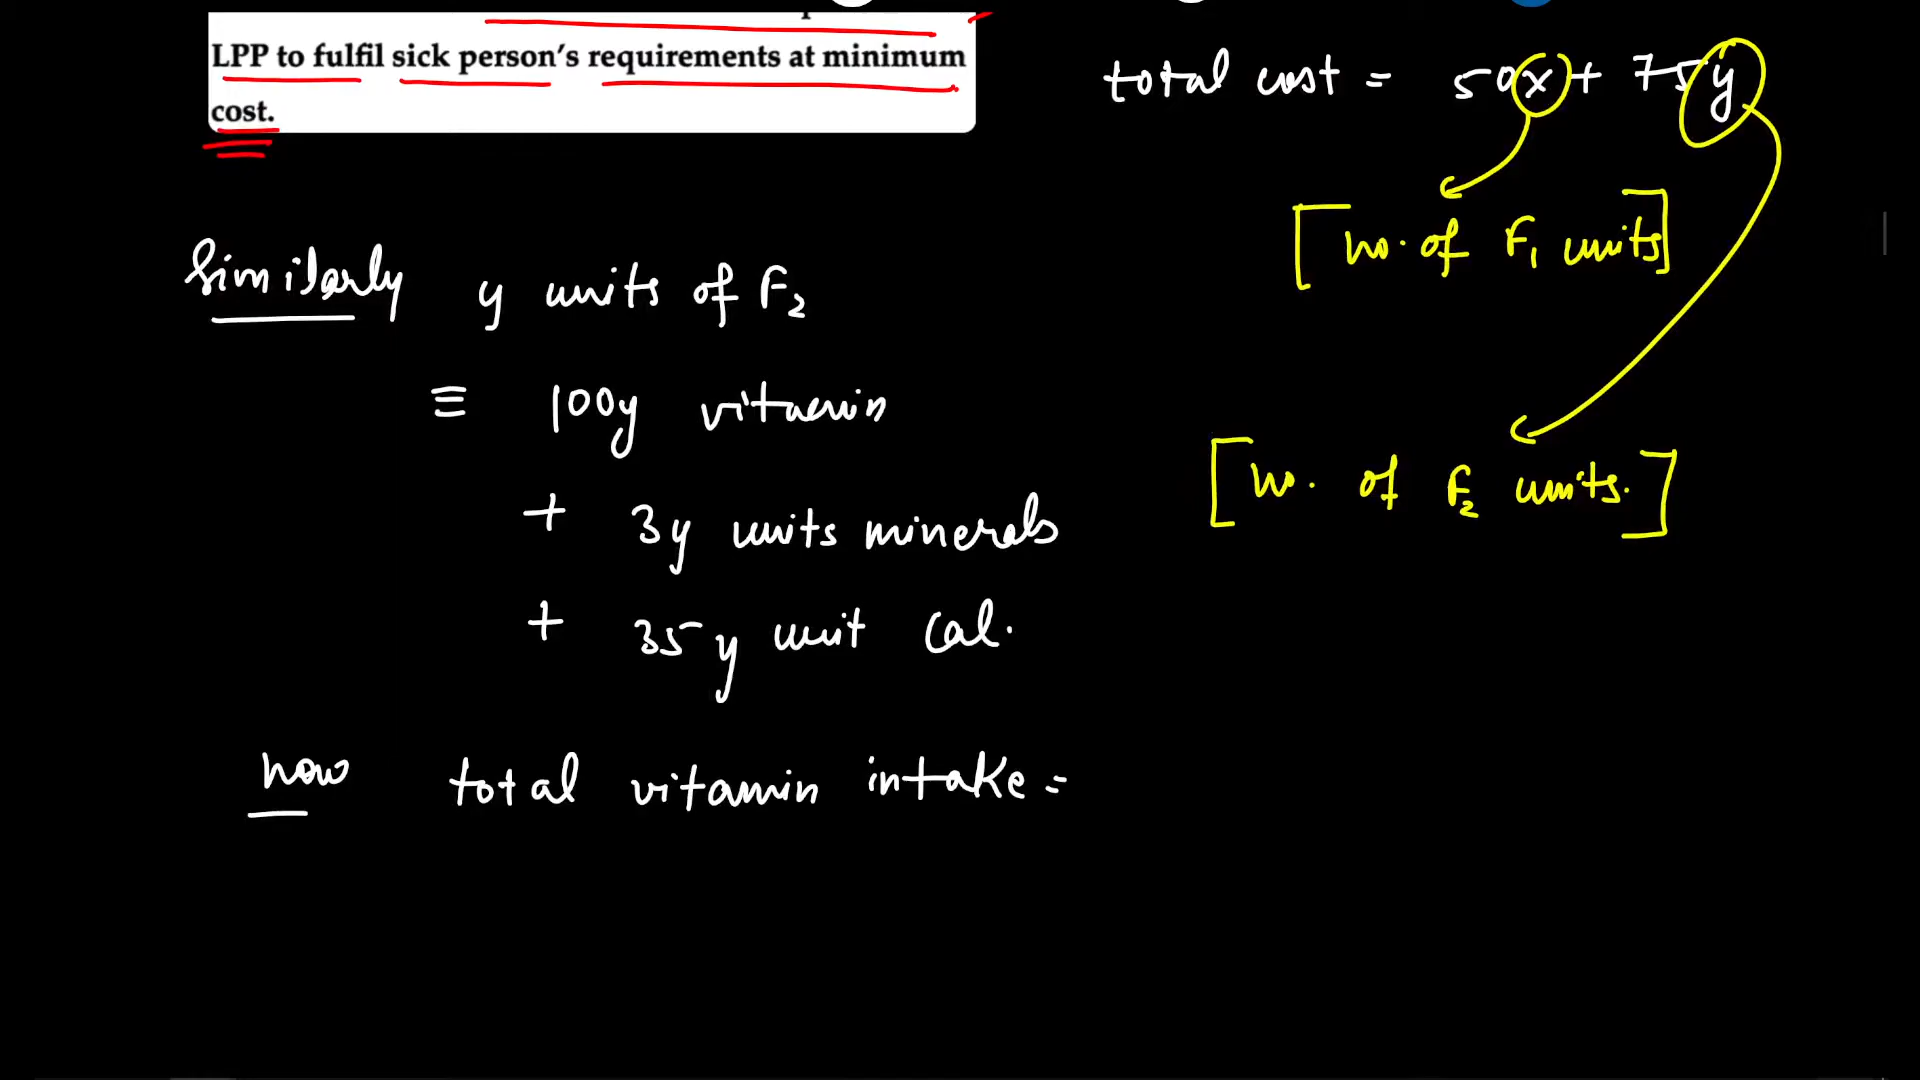 LPP to fulfil sick person's requirements at minimum
cost.
total cost = 50x + 75y
[no. of F₁ units]
[no. of F₂ units.]
Similarly y units of F₂
≡ 100y vitamin
+ 3y units minerals
+ 35y unit Cal.
now total vitamin intake =